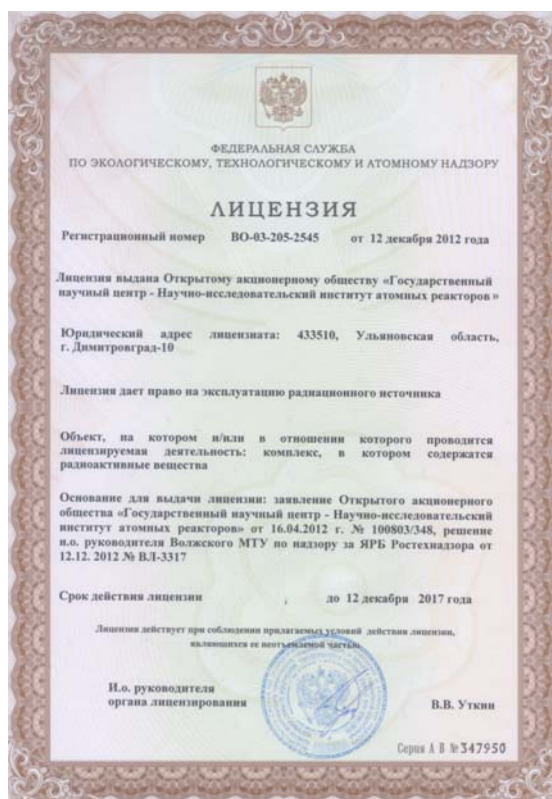 ФЕДЕРАЛЬНАЯ СЛУЖБА
ПО ЭКОЛОГИЧЕСКОМУ, ТЕХНОЛОГИЧЕСКОМУ И АТОМНОМУ НАДЗОРУ
ЛИЦЕНЗИЯ
Регистрационный номер ВО-03-205-2545 от 12 декабря 2012 года
Лицензия выдана Открытому акционерному обществу «Государственный
научный центр - Научно-исследовательский институт атомных реакторов»
Юридический адрес лицензиата: 433510, Ульяновская область,
г. Димитровград-10
Лицензия дает право на эксплуатацию радиационного источника
Объект, на котором и/или в отношении которого проводится
лицензируемая деятельность: комплекс, в котором содержатся
радиоактивные вещества
Основание для выдачи лицензии: заявление Открытого акционерного
общества «Государственный научный центр - Научно-исследовательский
институт атомных реакторов» от 16.04.2012 г. № 100803/348, решение
и.о. руководителя Волжского МТУ по надзору за ЯРБ Ростехнадзора от
12.12. 2012 № ВЛ-3317
Срок действия лицензии , до 12 декабря 2017 года
Лицензия действует при соблюдении прилагаемых условий действия лицензии,
являющихся ее неотъемлемой частью
И.о. руководителя
органа лицензирования В.В. Уткин
Серия А В № 347950